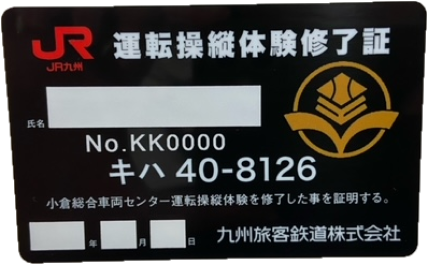 JR 運転操縦体験修了証
JR九州
氏名
No.KK0000
キハ 40-8126
小倉総合車両センター運転操縦体験を修了した事を証明する。
年 月 日 九州旅客鉄道株式会社